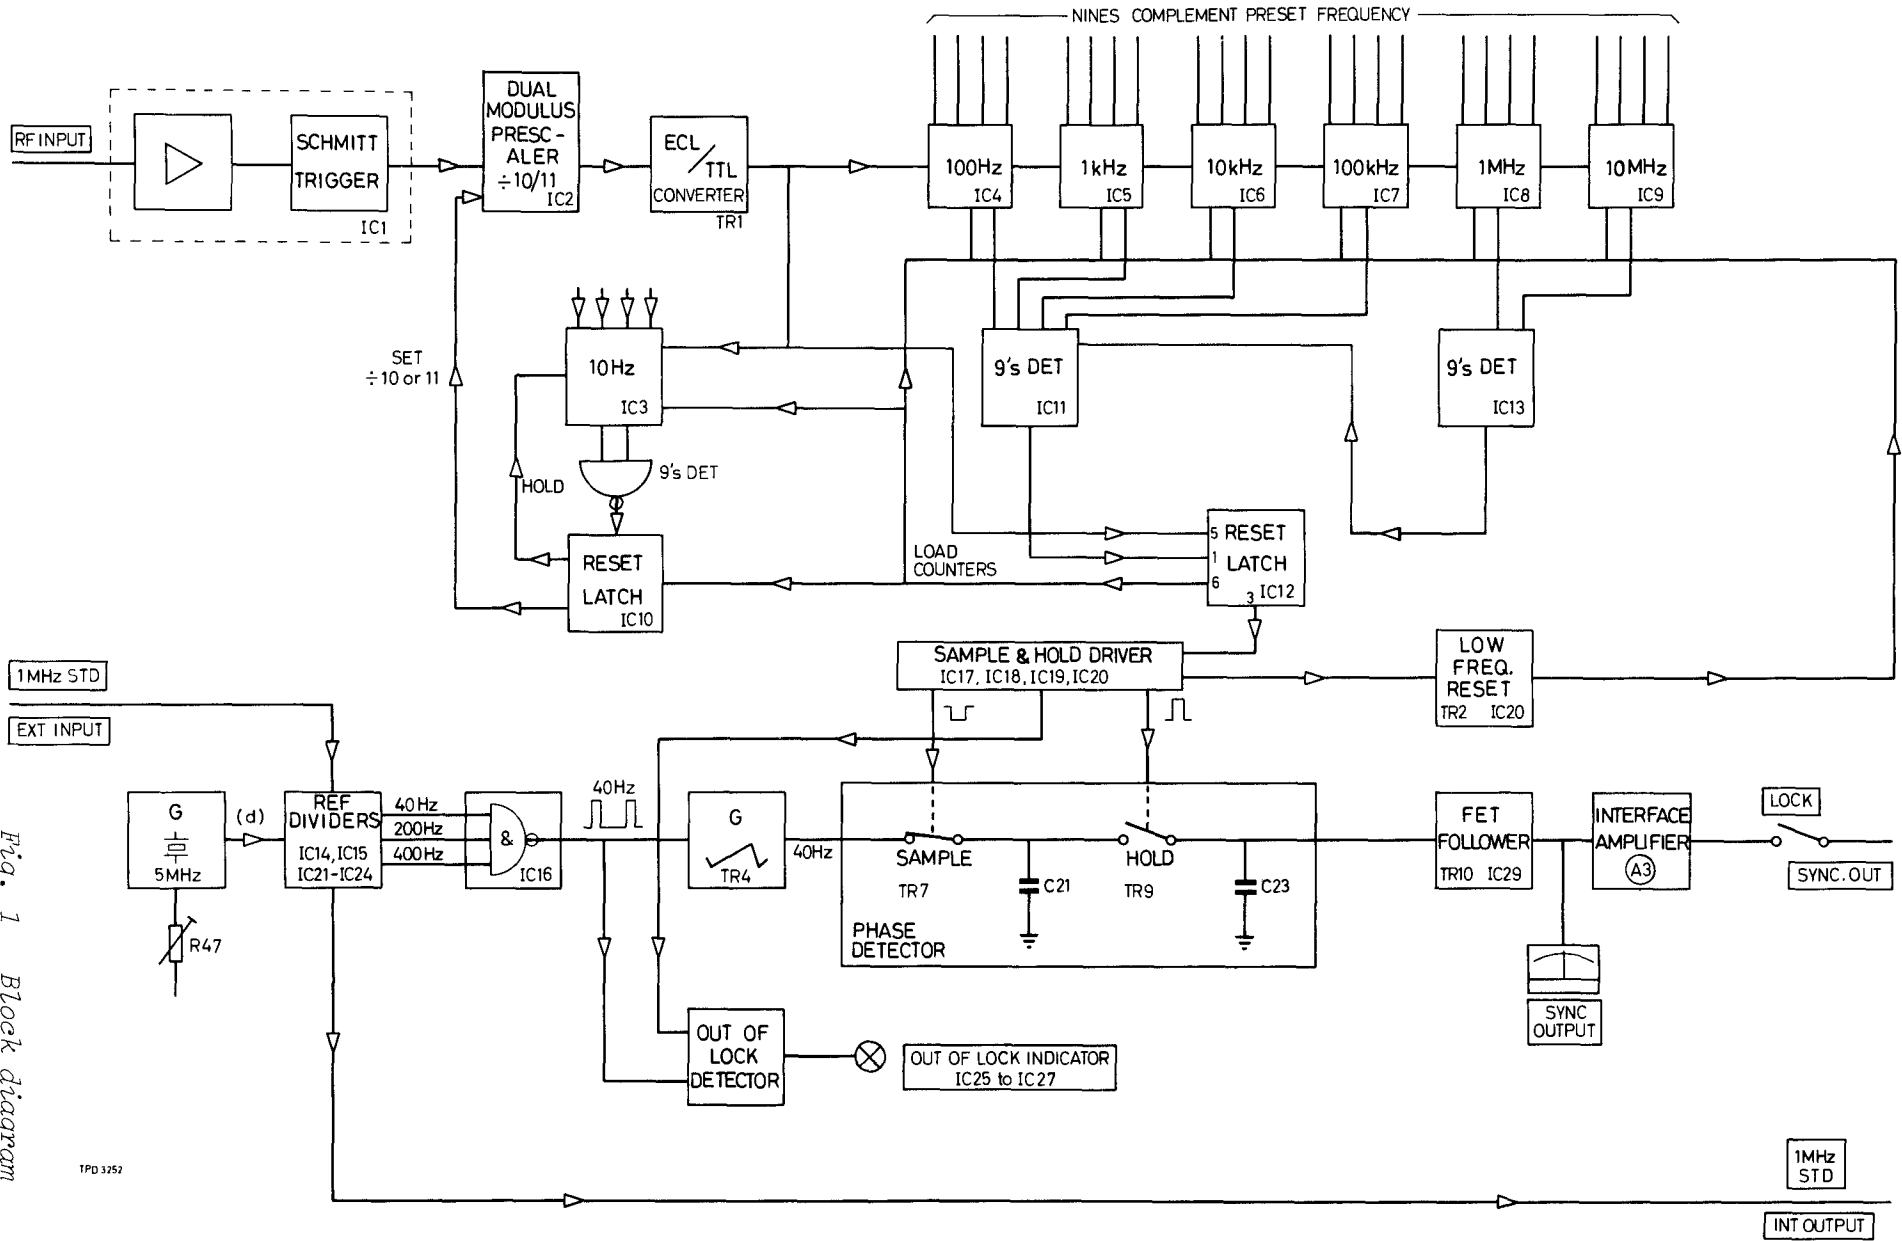 NINES COMPLEMENT PRESET FREQUENCY
RF INPUT
SCHMITT
TRIGGER
IC1
DUAL
MODULUS
PRESC-
ALER
÷10/11
IC2
ECL/TTL
CONVERTER
TR1
100Hz
IC4
1kHz
IC5
10kHz
IC6
100kHz
IC7
1MHz
IC8
10MHz
IC9
SET
÷10 or 11
10Hz
IC3
9's DET
HOLD
RESET
LATCH
IC10
9's DET
IC11
9's DET
IC13
LOAD
COUNTERS
5 RESET
1
LATCH
6
3 IC12
SAMPLE & HOLD DRIVER
IC17, IC18, IC19, IC20
LOW
FREQ.
RESET
TR2 IC20
1MHz STD
EXT INPUT
G
5MHz
R47
(d)
REF
DIVIDERS
IC14, IC15
IC21-IC24
40Hz
200Hz
400Hz
&
IC16
40Hz
G
TR4
40Hz
SAMPLE
TR7
C21
HOLD
TR9
C23
PHASE
DETECTOR
FET
FOLLOWER
TR10 IC29
INTERFACE
AMPLIFIER
A3
LOCK
SYNC. OUT
SYNC
OUTPUT
OUT OF
LOCK
DETECTOR
OUT OF LOCK INDICATOR
IC25 to IC27
1MHz
STD
INT OUTPUT
TPD 3252
Fig. 1 Block diagram